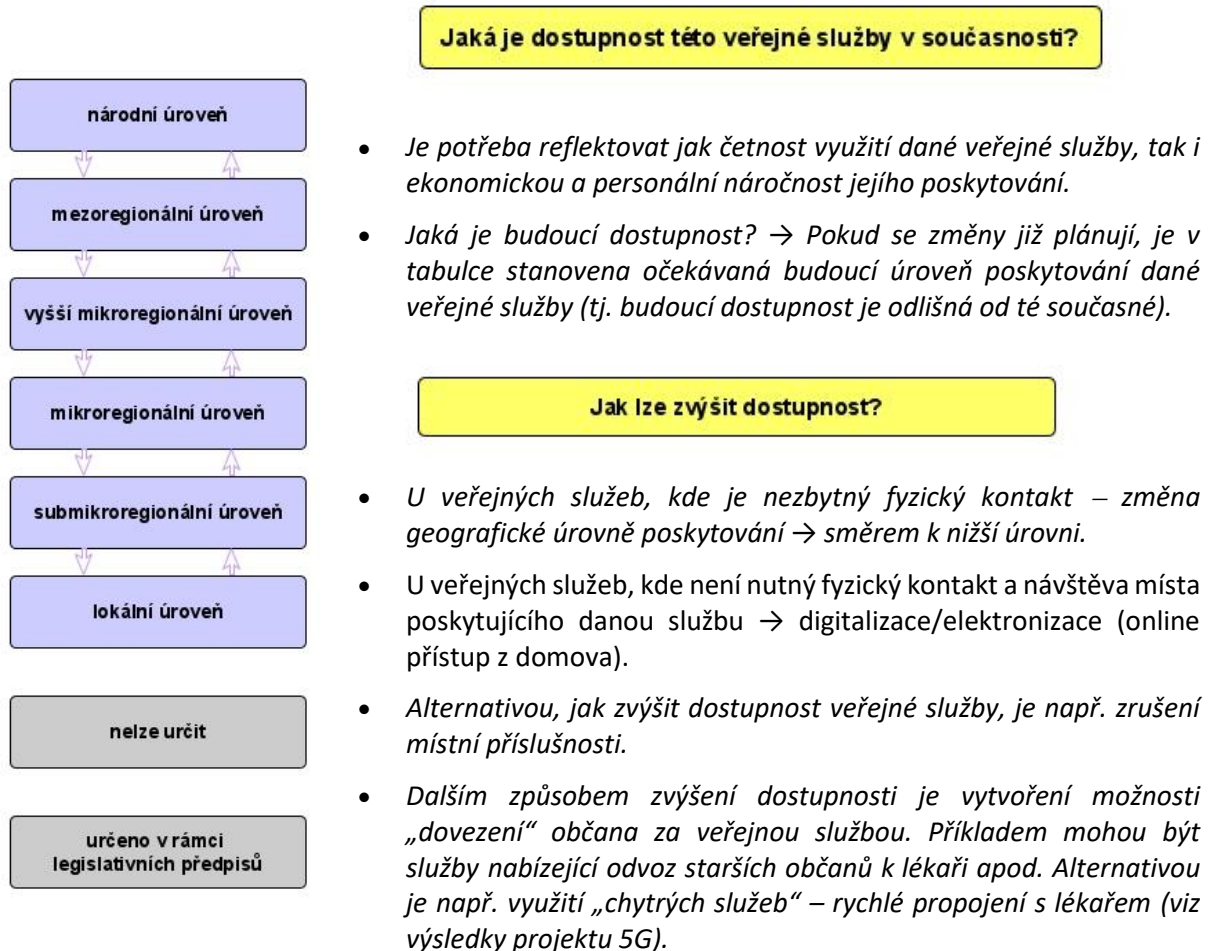 Jaká je dostupnost této veřejné služby v současnosti?
národní úroveň
mezoregionální úroveň
vyšší mikroregionální úroveň
mikroregionální úroveň
submikroregionální úroveň
lokální úroveň
nelze určit
určeno v rámci
legislativních předpisů
• Je potřeba reflektovat jak četnost využití dané veřejné služby, tak i
ekonomickou a personální náročnost jejího poskytování.
• Jaká je budoucí dostupnost? → Pokud se změny již plánují, je v
tabulce stanovena očekávaná budoucí úroveň poskytování dané
veřejné služby (tj. budoucí dostupnost je odlišná od té současné).
Jak lze zvýšit dostupnost?
• U veřejných služeb, kde je nezbytný fyzický kontakt – změna
geografické úrovně poskytování → směrem k nižší úrovni.
• U veřejných služeb, kde není nutný fyzický kontakt a návštěva místa
poskytujícího danou službu → digitalizace/elektronizace (online
přístup z domova).
• Alternativou, jak zvýšit dostupnost veřejné služby, je např. zrušení
místní příslušnosti.
• Dalším způsobem zvýšení dostupnosti je vytvoření možnosti
„dovezení“ občana za veřejnou službou. Příkladem mohou být
služby nabízející odvoz starších občanů k lékaři apod. Alternativou
je např. využití „chytrých služeb“ – rychlé propojení s lékařem (viz
výsledky projektu 5G).